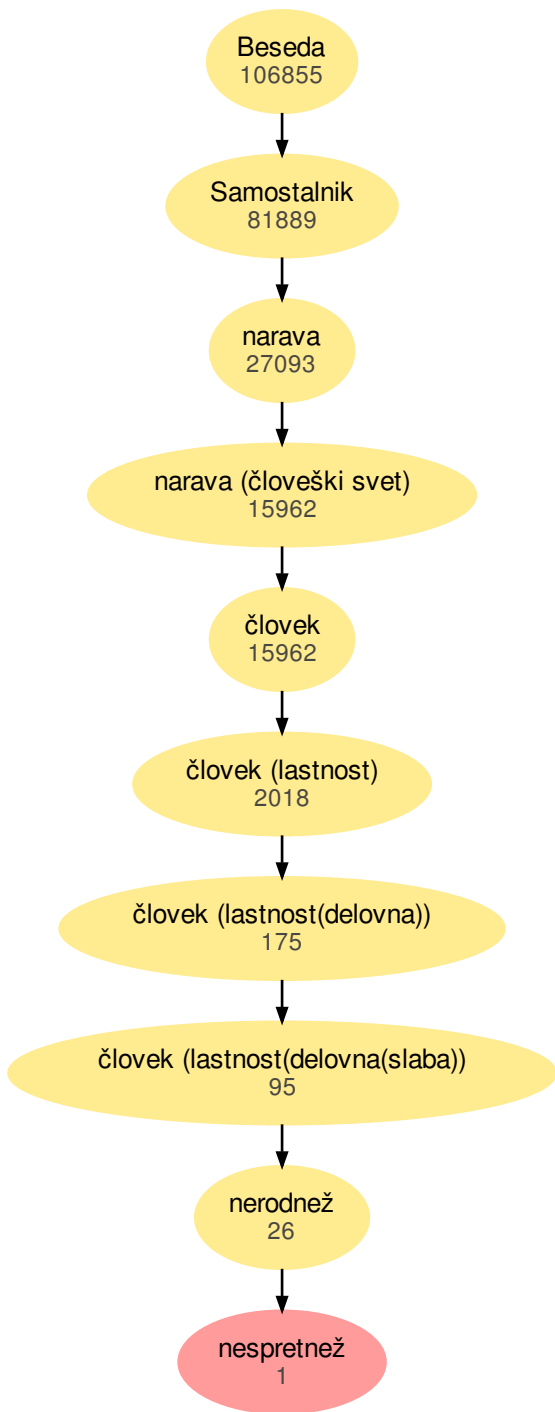 Beseda
106855
Samostalnik
81889
narava
27093
narava (človeški svet)
15962
človek
15962
človek (lastnost)
2018
človek (lastnost(delovna))
175
človek (lastnost(delovna(slaba))
95
nerodnež
26
nespretnež
1